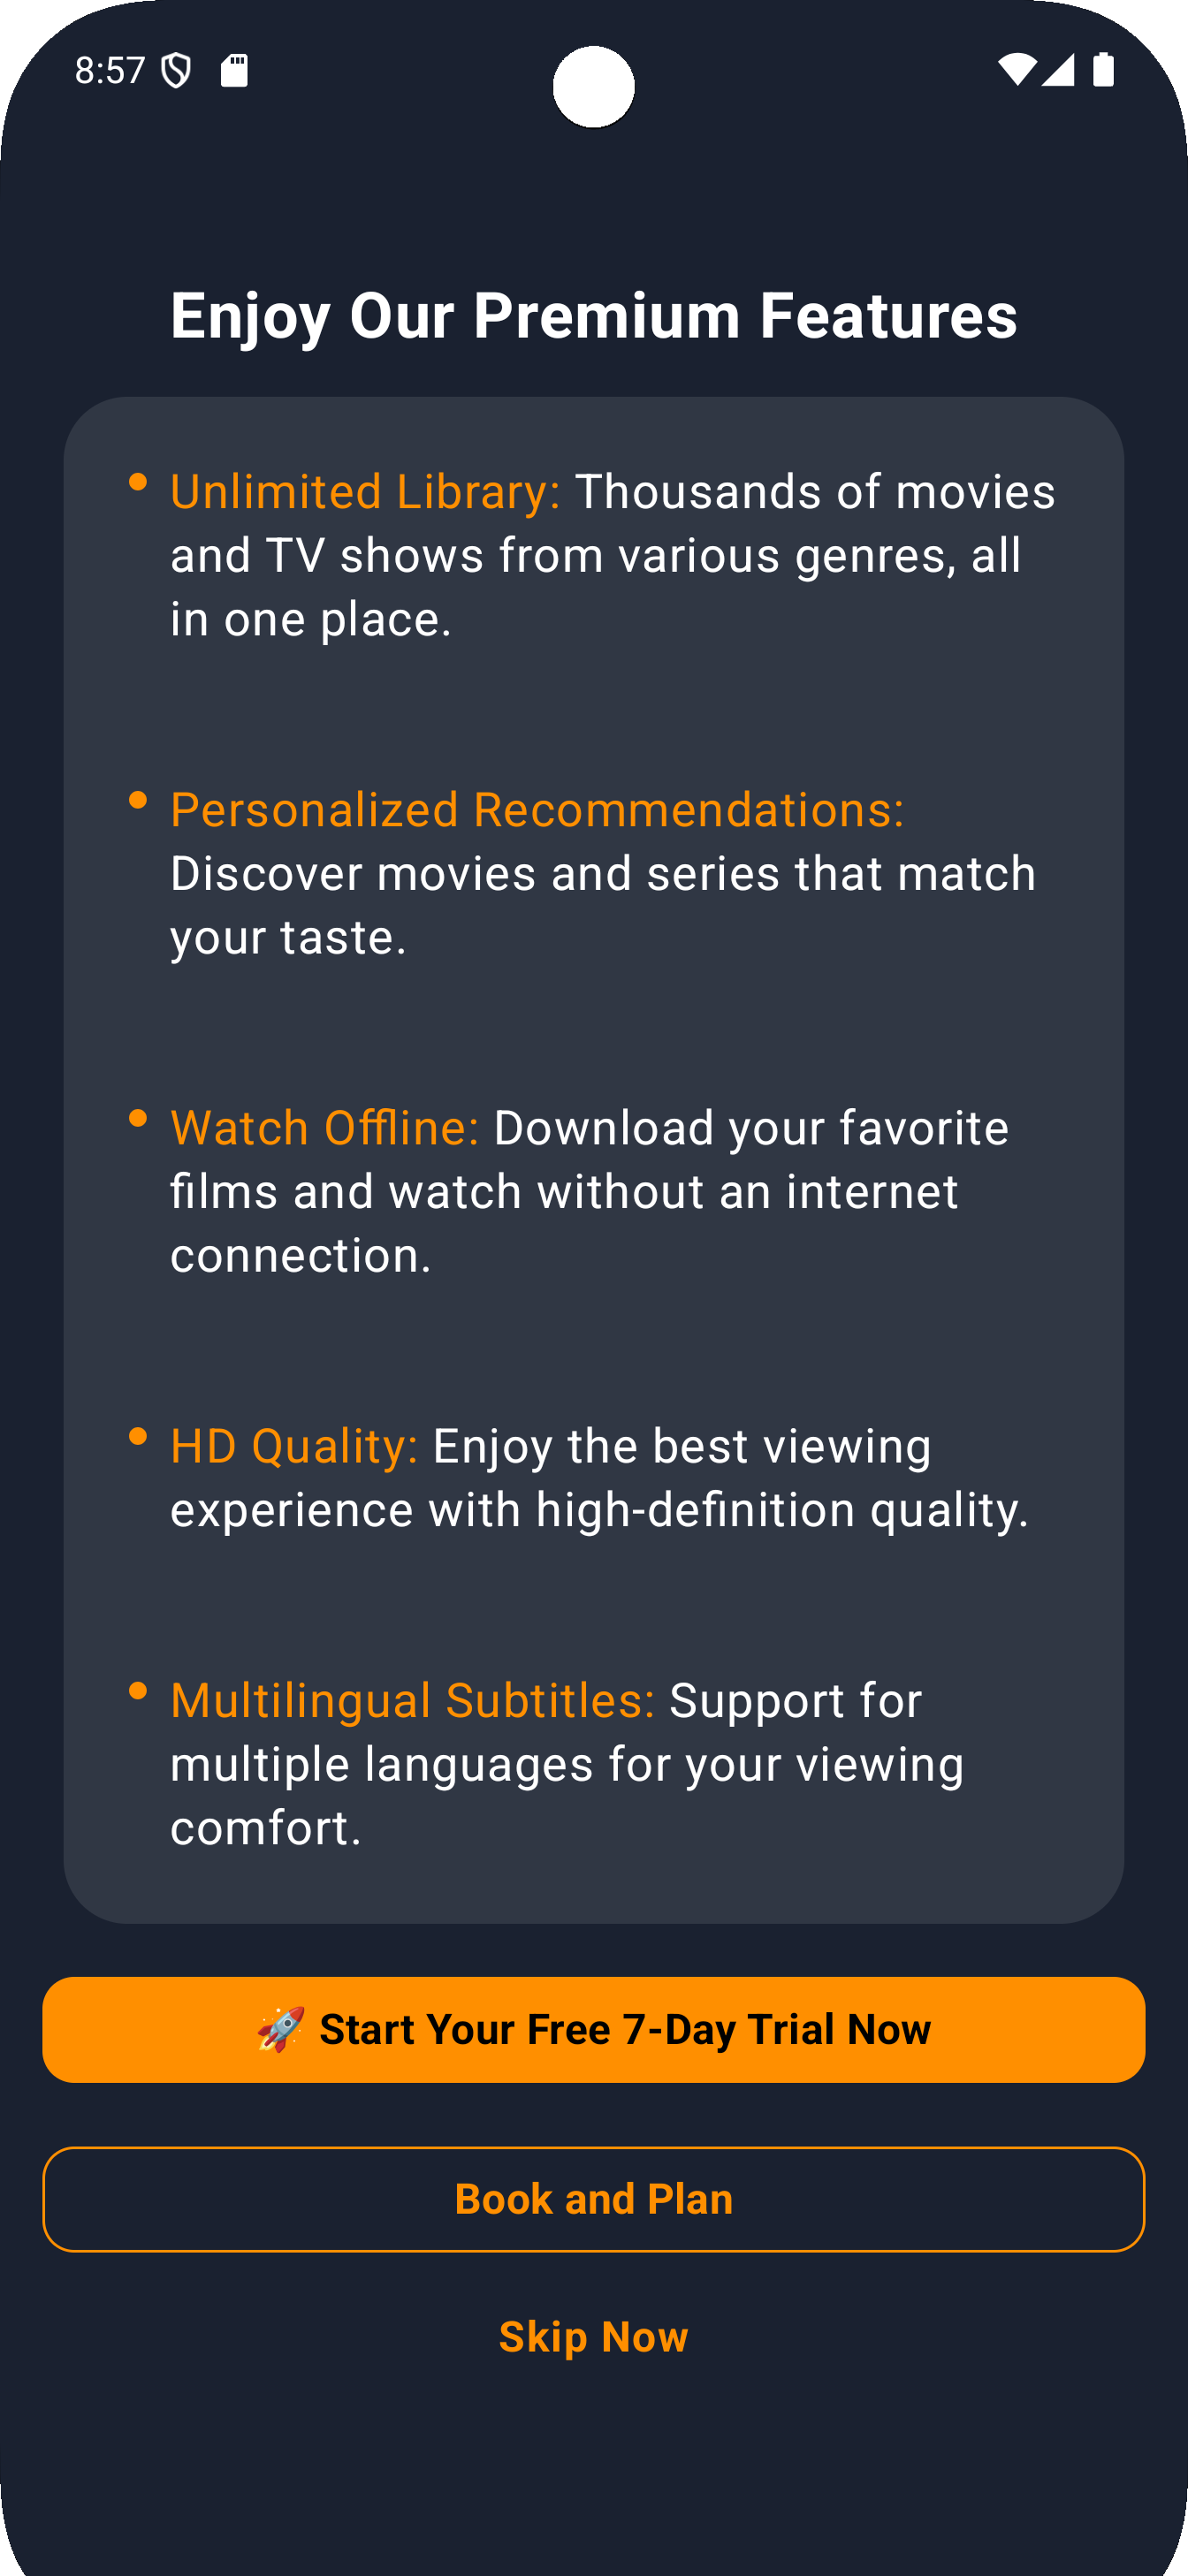 8:57
Enjoy Our Premium Features
Unlimited Library: Thousands of movies
and TV shows from various genres, all
in one place.
Personalized Recommendations:
Discover movies and series that match
your taste.
Watch Offline: Download your favorite
films and watch without an internet
connection.
HD Quality: Enjoy the best viewing
experience with high-definition quality.
Multilingual Subtitles: Support for
multiple languages for your viewing
comfort.
🚀 Start Your Free 7-Day Trial Now
Book and Plan
Skip Now